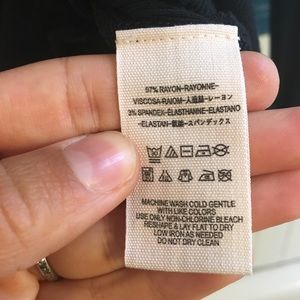 97% RAYON-RAYONNE-
VISCOSA-RAIOM-人造絲-レーヨン
3% SPANDEX-ELASTHANNE-ELASTANO
-ELASTAN-氨綸-スパンデックス
MACHINE WASH COLD GENTLE
WITH LIKE COLORS
USE ONLY NON-CHLORINE BLEACH
RESHAPE & LAY FLAT TO DRY
LOW IRON AS NEEDED
DO NOT DRY CLEAN